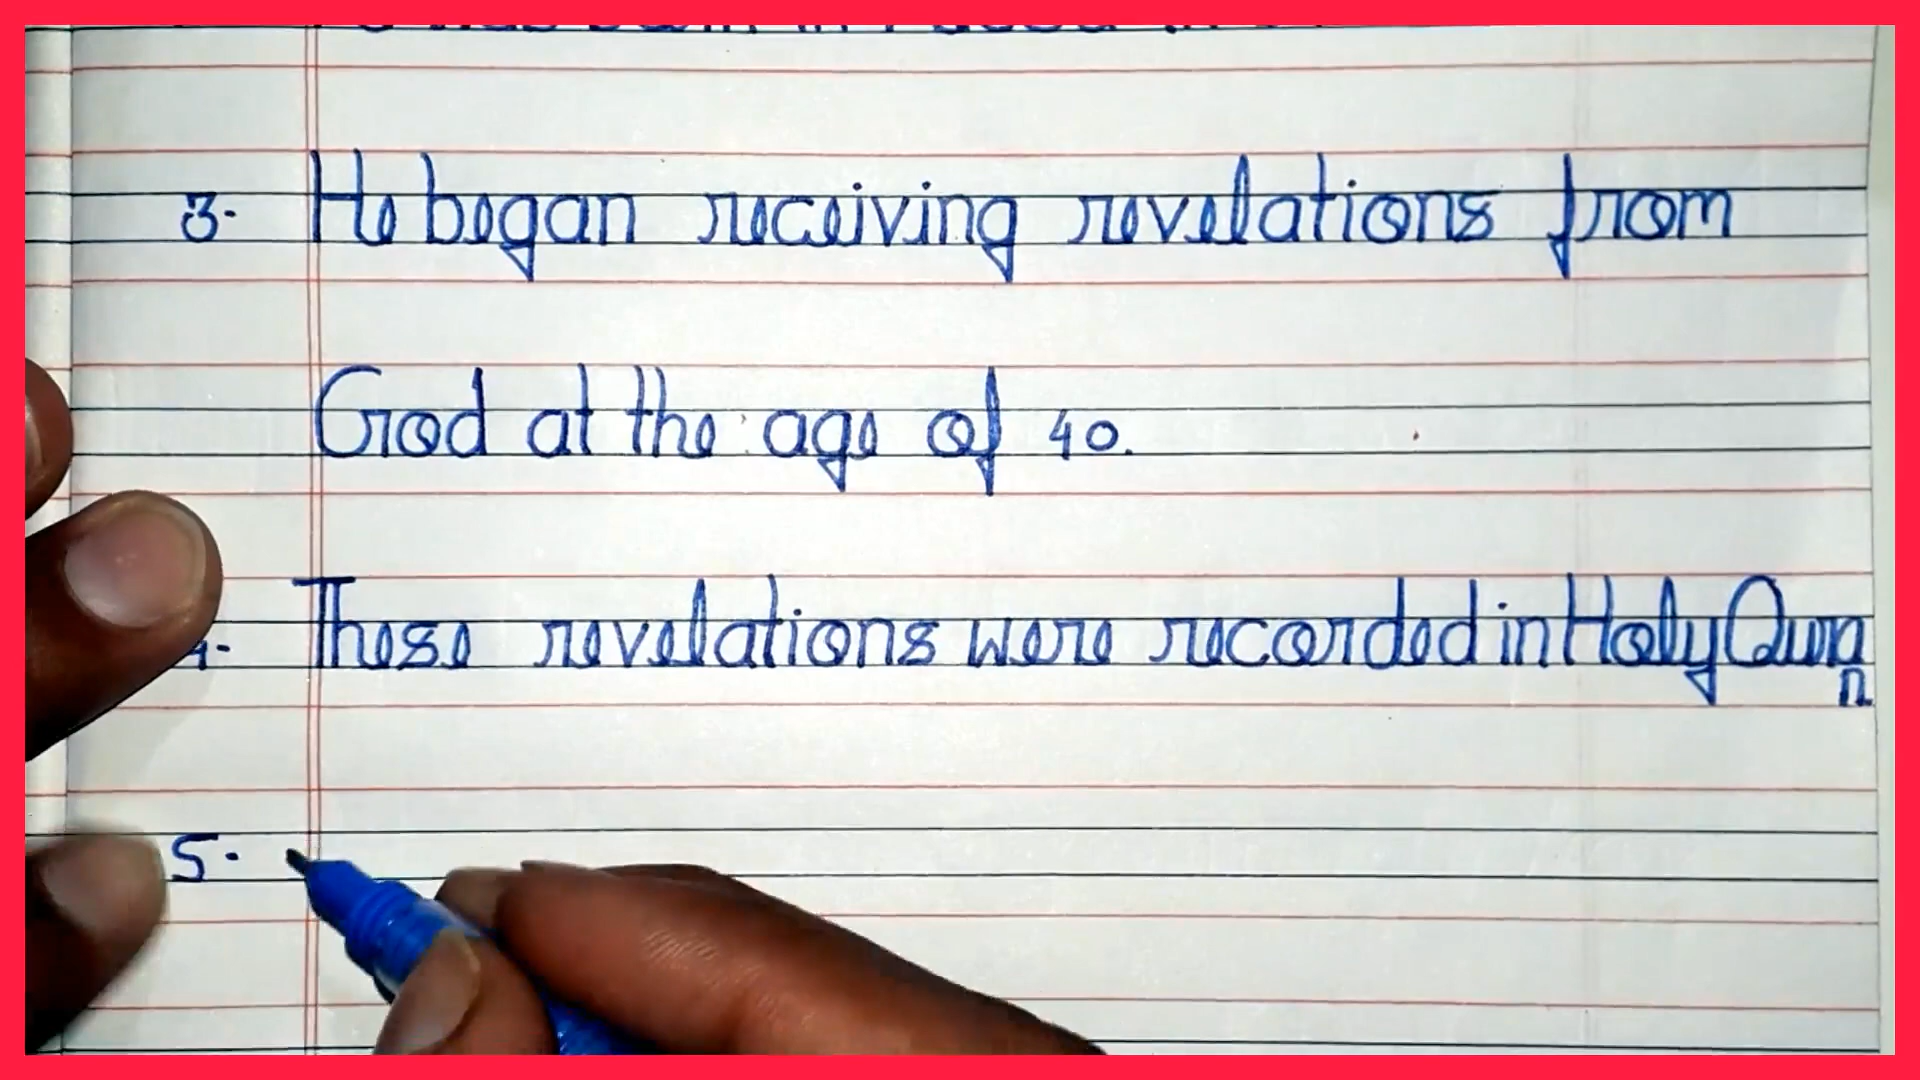 3. He began receiving revelations from
God at the age of 40.
4. These revelations were recorded in Holy Quran
5.